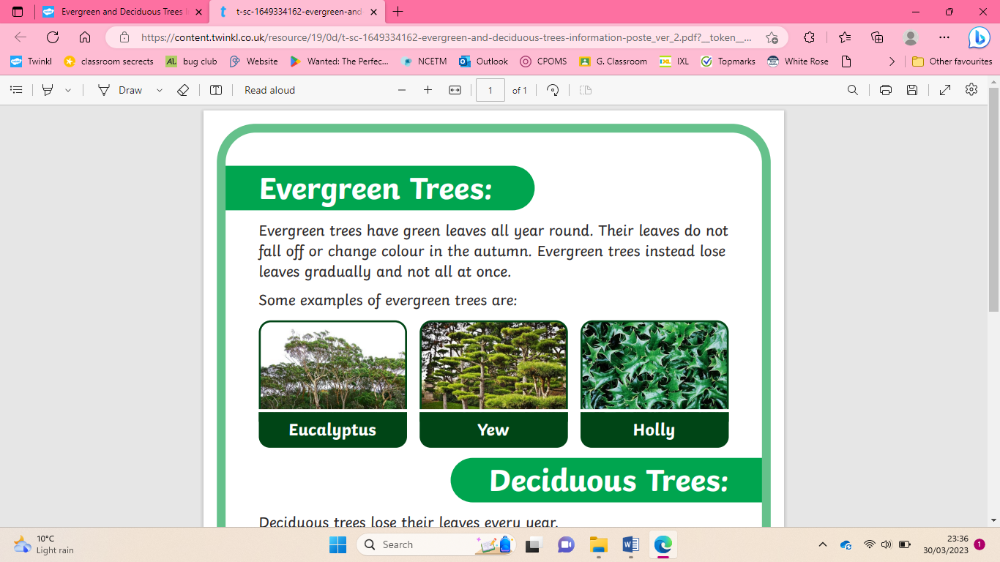 Evergreen and Deciduous Trees I
t-sc-1649334162-evergreen-and-
https://content.twinkl.co.uk/resource/19/0d/t-sc-1649334162-evergreen-and-deciduous-trees-information-poste_ver_2.pdf?__token__...
Twinkl classroom secrects bug club Website Wanted: The Perfec... NCETM Outlook CPOMS G. Classroom IXL Topmarks White Rose Other favourites
Draw Read aloud 1 of 1
Evergreen Trees:
Evergreen trees have green leaves all year round. Their leaves do not
fall off or change colour in the autumn. Evergreen trees instead lose
leaves gradually and not all at once.
Some examples of evergreen trees are:
Eucalyptus Yew Holly
Deciduous Trees:
Deciduous trees lose their leaves every year.
10°C
Light rain
Search
23:36
30/03/2023
1